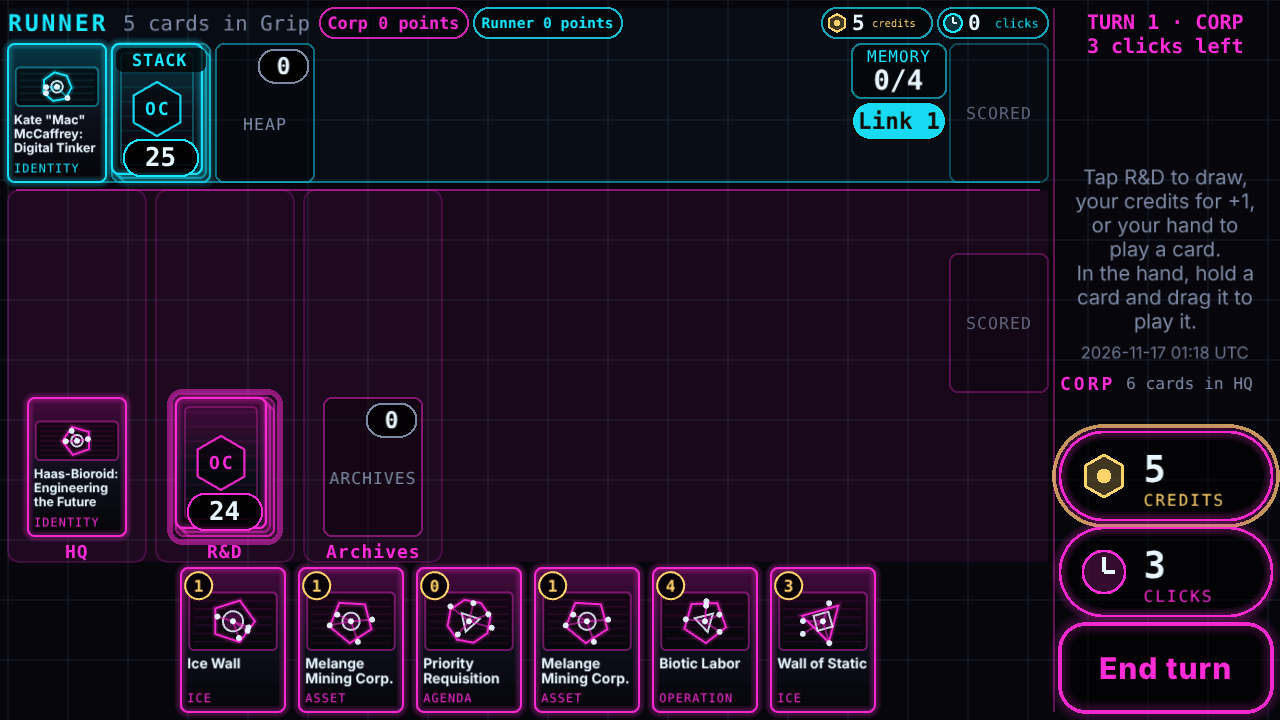 RUNNER 5 cards in Grip Corp 0 points Runner 0 points 5 credits 0 clicks
TURN 1 · CORP
3 clicks left
Kate "Mac"
McCaffrey:
Digital Tinker
IDENTITY
STACK
OC
25
0
HEAP
MEMORY
0/4
Link 1
SCORED
Tap R&D to draw,
your credits for +1,
or your hand to
play a card.
In the hand, hold a
card and drag it to
play it.
2026-11-17 01:18 UTC
SCORED
CORP 6 cards in HQ
Haas-Bioroid:
Engineering
the Future
IDENTITY
HQ
OC
24
R&D
0
ARCHIVES
Archives
5
CREDITS
3
CLICKS
End turn
1
Ice Wall
ICE
1
Melange
Mining Corp.
ASSET
0
Priority
Requisition
AGENDA
1
Melange
Mining Corp.
ASSET
4
Biotic Labor
OPERATION
3
Wall of Static
ICE